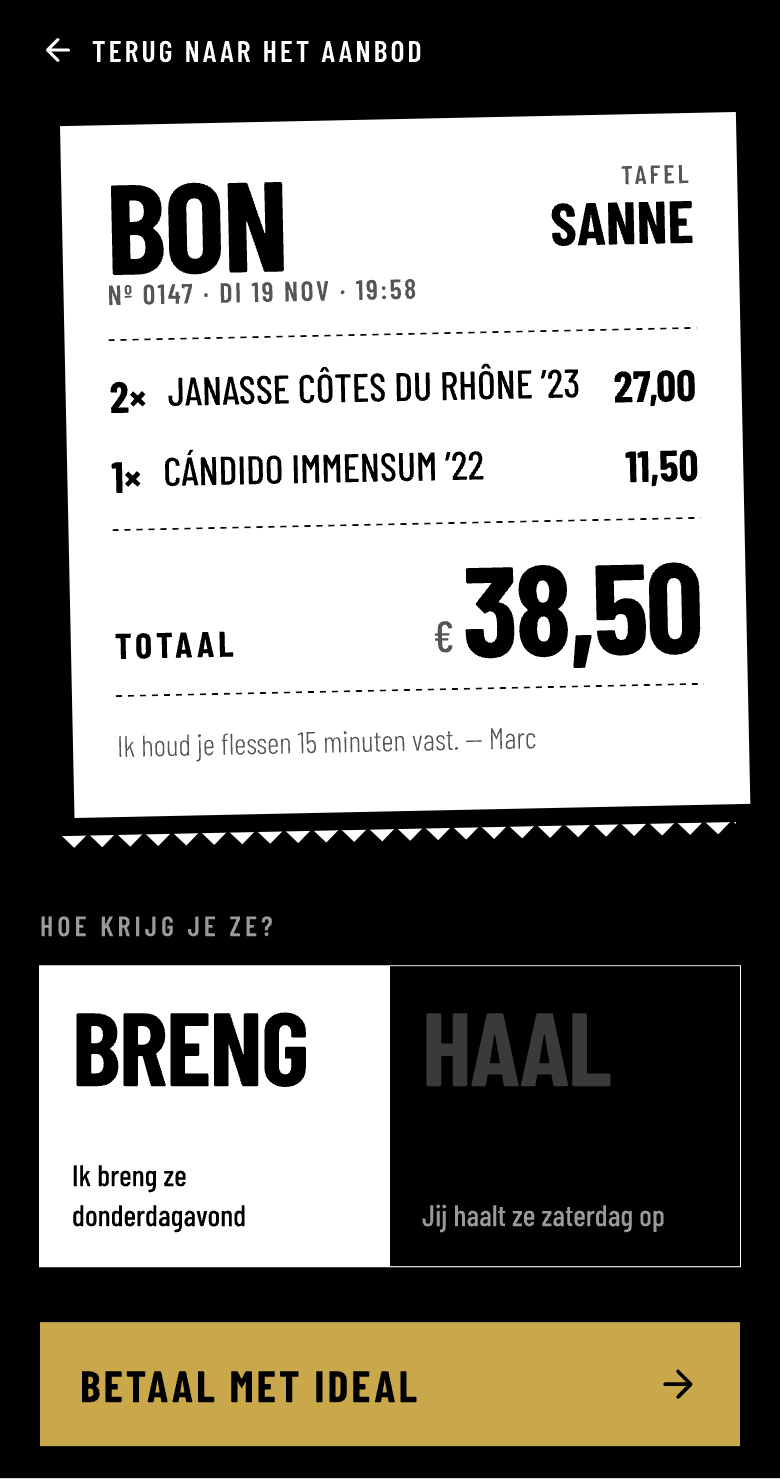 ← TERUG NAAR HET AANBOD
BON
TAFEL
SANNE
Nº 0147 · DI 19 NOV · 19:58
2× JANASSE CÔTES DU RHÔNE ’23 27,00
1× CÁNDIDO IMMENSUM ’22 11,50
TOTAAL € 38,50
Ik houd je flessen 15 minuten vast. — Marc
HOE KRIJG JE ZE?
BRENG
Ik breng ze
donderdagavond
HAAL
Jij haalt ze zaterdag op
BETAAL MET IDEAL →